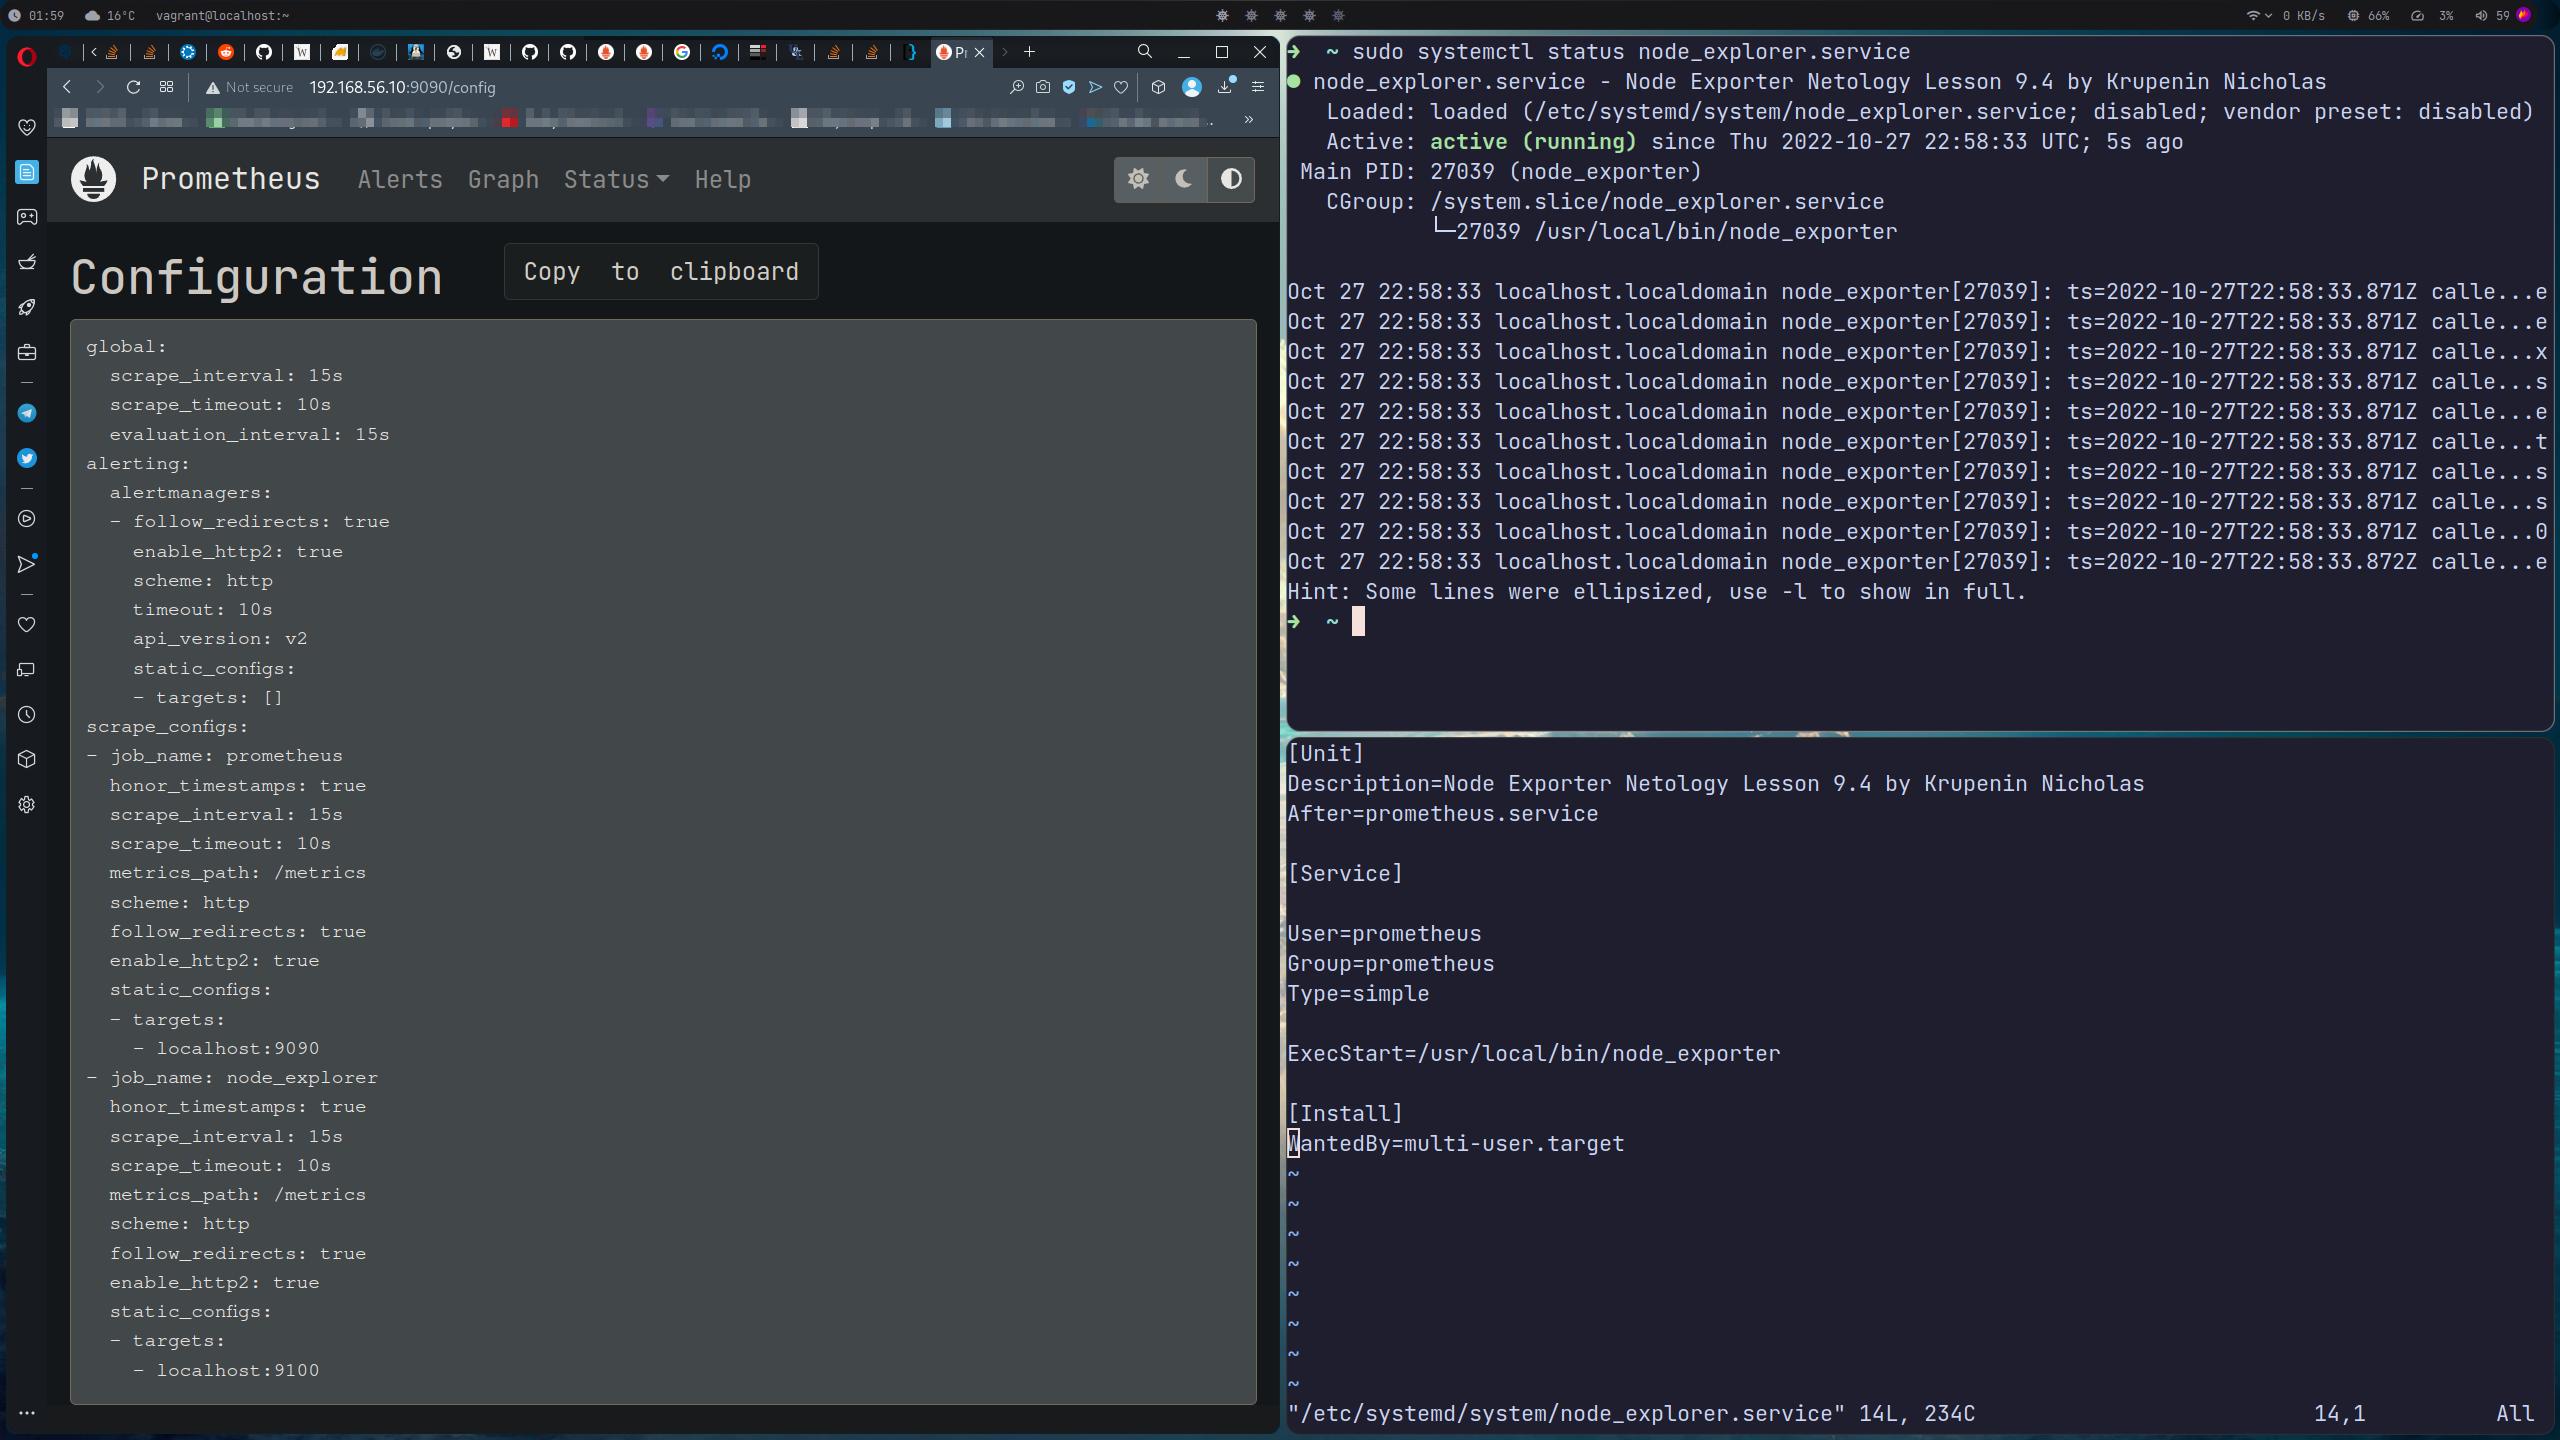 01:59 16°C vagrant@localhost:~
0 KB/s 66% 3% 59
Not secure 192.168.56.10:9090/config
Prometheus Alerts Graph Status Help
Configuration Copy to clipboard
global:
scrape_interval: 15s
scrape_timeout: 10s
evaluation_interval: 15s
alerting:
alertmanagers:
- follow_redirects: true
enable_http2: true
scheme: http
timeout: 10s
api_version: v2
static_configs:
- targets: []
scrape_configs:
- job_name: prometheus
honor_timestamps: true
scrape_interval: 15s
scrape_timeout: 10s
metrics_path: /metrics
scheme: http
follow_redirects: true
enable_http2: true
static_configs:
- targets:
- localhost:9090
- job_name: node_explorer
honor_timestamps: true
scrape_interval: 15s
scrape_timeout: 10s
metrics_path: /metrics
scheme: http
follow_redirects: true
enable_http2: true
static_configs:
- targets:
- localhost:9100
➜ ~ sudo systemctl status node_explorer.service
● node_explorer.service - Node Exporter Netology Lesson 9.4 by Krupenin Nicholas
Loaded: loaded (/etc/systemd/system/node_explorer.service; disabled; vendor preset: disabled)
Active: active (running) since Thu 2022-10-27 22:58:33 UTC; 5s ago
Main PID: 27039 (node_exporter)
CGroup: /system.slice/node_explorer.service
└─27039 /usr/local/bin/node_exporter
Oct 27 22:58:33 localhost.localdomain node_exporter[27039]: ts=2022-10-27T22:58:33.871Z calle...e
Oct 27 22:58:33 localhost.localdomain node_exporter[27039]: ts=2022-10-27T22:58:33.871Z calle...e
Oct 27 22:58:33 localhost.localdomain node_exporter[27039]: ts=2022-10-27T22:58:33.871Z calle...x
Oct 27 22:58:33 localhost.localdomain node_exporter[27039]: ts=2022-10-27T22:58:33.871Z calle...s
Oct 27 22:58:33 localhost.localdomain node_exporter[27039]: ts=2022-10-27T22:58:33.871Z calle...e
Oct 27 22:58:33 localhost.localdomain node_exporter[27039]: ts=2022-10-27T22:58:33.871Z calle...t
Oct 27 22:58:33 localhost.localdomain node_exporter[27039]: ts=2022-10-27T22:58:33.871Z calle...s
Oct 27 22:58:33 localhost.localdomain node_exporter[27039]: ts=2022-10-27T22:58:33.871Z calle...s
Oct 27 22:58:33 localhost.localdomain node_exporter[27039]: ts=2022-10-27T22:58:33.871Z calle...0
Oct 27 22:58:33 localhost.localdomain node_exporter[27039]: ts=2022-10-27T22:58:33.872Z calle...e
Hint: Some lines were ellipsized, use -l to show in full.
➜ ~
[Unit]
Description=Node Exporter Netology Lesson 9.4 by Krupenin Nicholas
After=prometheus.service
[Service]
User=prometheus
Group=prometheus
Type=simple
ExecStart=/usr/local/bin/node_exporter
[Install]
WantedBy=multi-user.target
~
~
~
~
~
~
~
~
"/etc/systemd/system/node_explorer.service" 14L, 234C 14,1 All